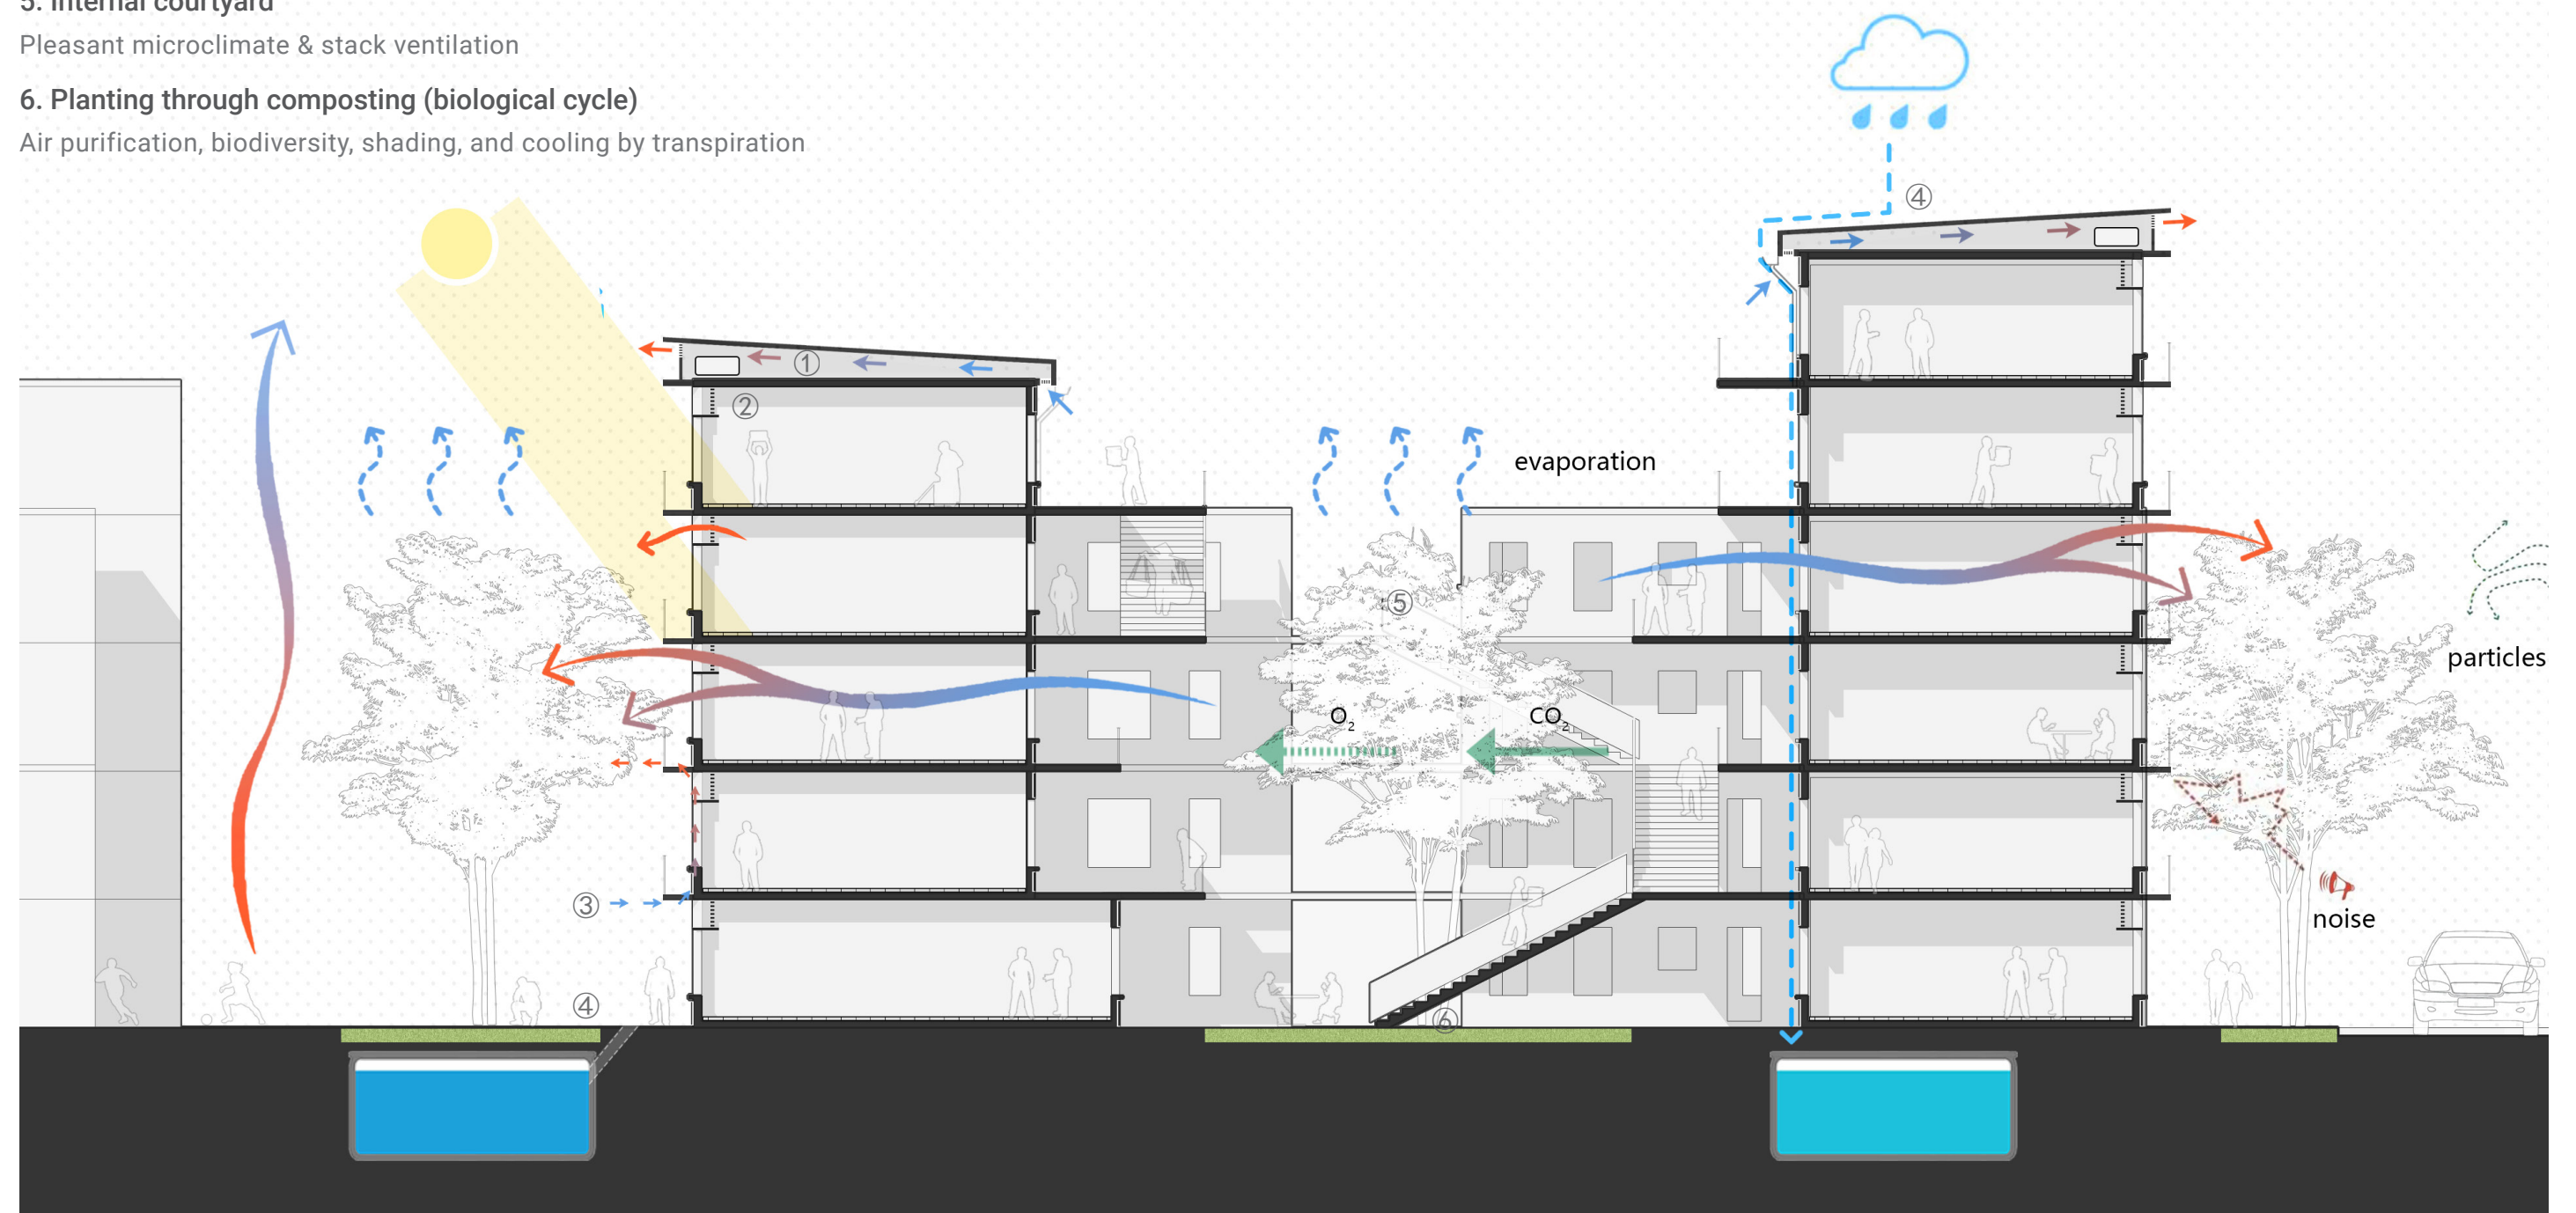 5. Internal courtyard
Pleasant microclimate & stack ventilation
6. Planting through composting (biological cycle)
Air purification, biodiversity, shading, and cooling by transpiration
④
①
②
evaporation
⑤
particles
O₂
CO₂
③
noise
④
⑥